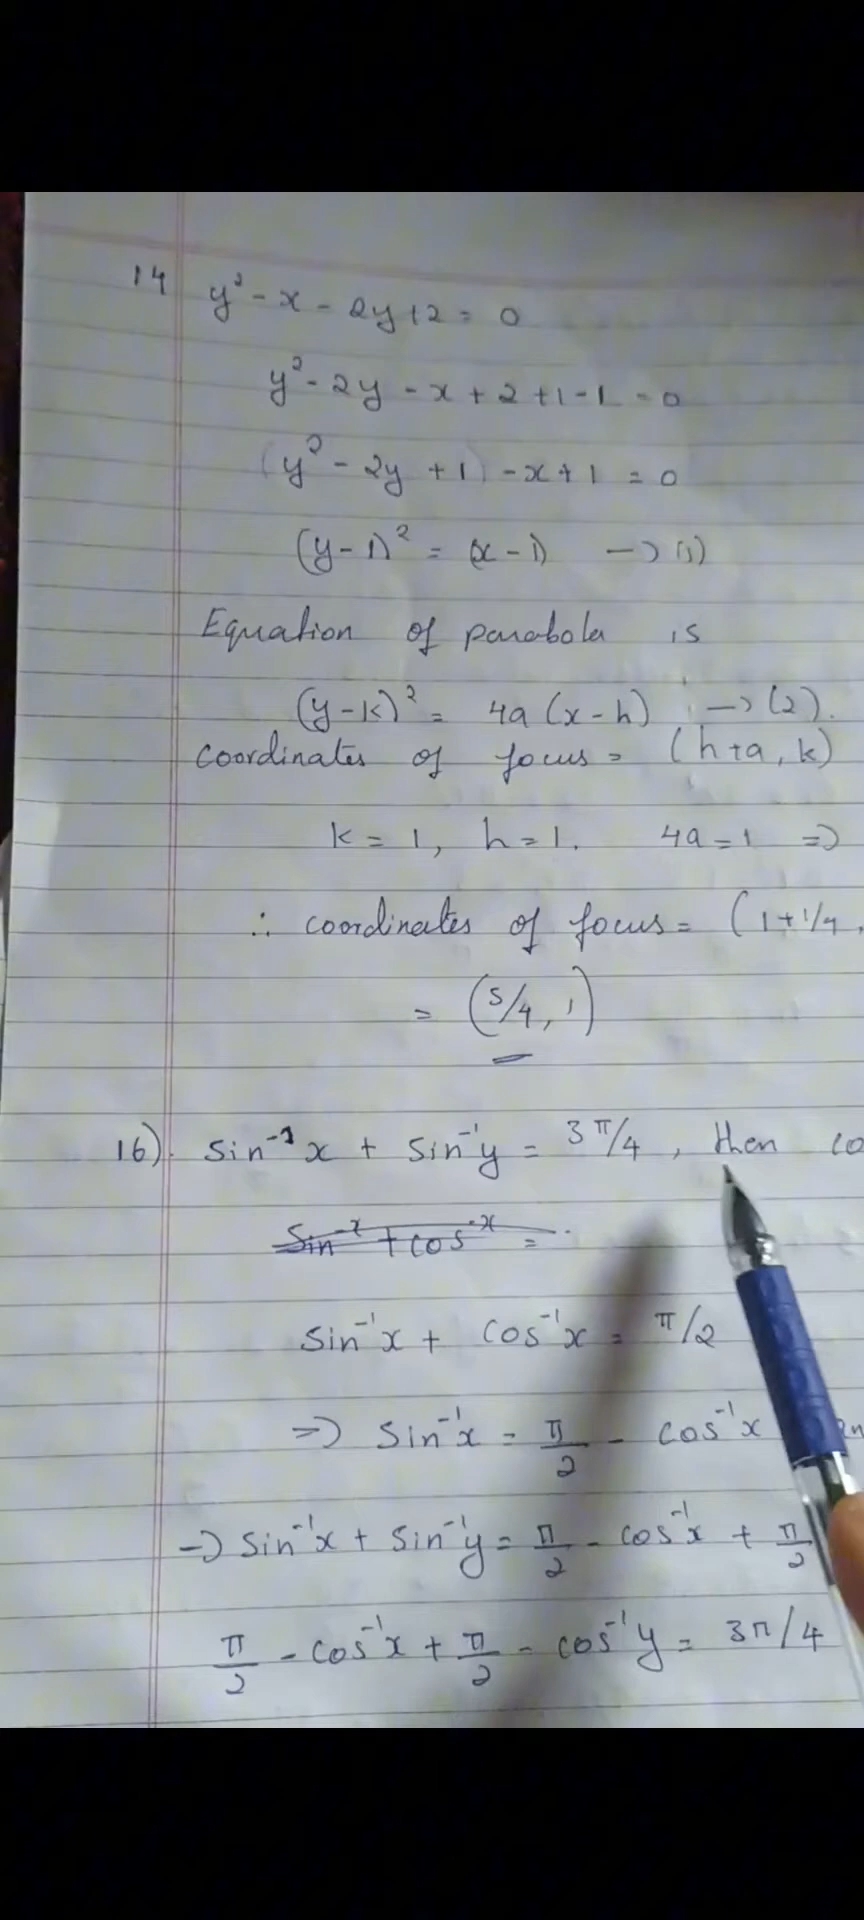 14 y² - x - 2y + 2 = 0
y² - 2y - x + 2 + 1 - 1 = 0
(y² - 2y + 1) - x + 1 = 0
(y - 1)² = (x - 1) → (1)
Equation of parabola is
(y - k)² = 4a (x - h) → (2).
coordinates of focus = (h+a, k)
k = 1, h = 1. 4a = 1 ⇒
∴ coordinates of focus = (1 + 1/4,
= (5/4, 1)
16). sin⁻¹x + sin⁻¹y = 3π/4, then co
sin⁻x + cos⁻x =
sin⁻¹x + cos⁻¹x = π/2
⇒ sin⁻¹x = π/2 - cos⁻¹x
→ sin⁻¹x + sin⁻¹y = π/2 - cos⁻¹x + π/2
π/2 - cos⁻¹x + π/2 - cos⁻¹y = 3π/4